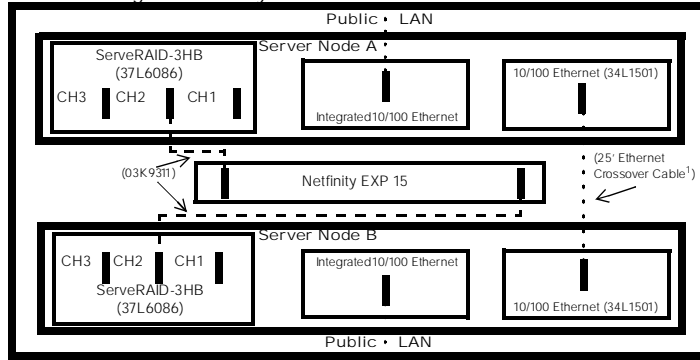 Public • LAN
Server Node A
ServeRAID-3HB
(37L6086)
CH3 CH2 CH1
Integrated10/100 Ethernet
10/100 Ethernet (34L1501)
(03K9311)
Netfinity EXP 15
(25' Ethernet
Crossover Cable1)
Server Node B
CH3 CH2 CH1
ServeRAID-3HB
(37L6086)
Integrated10/100 Ethernet
10/100 Ethernet (34L1501)
Public • LAN